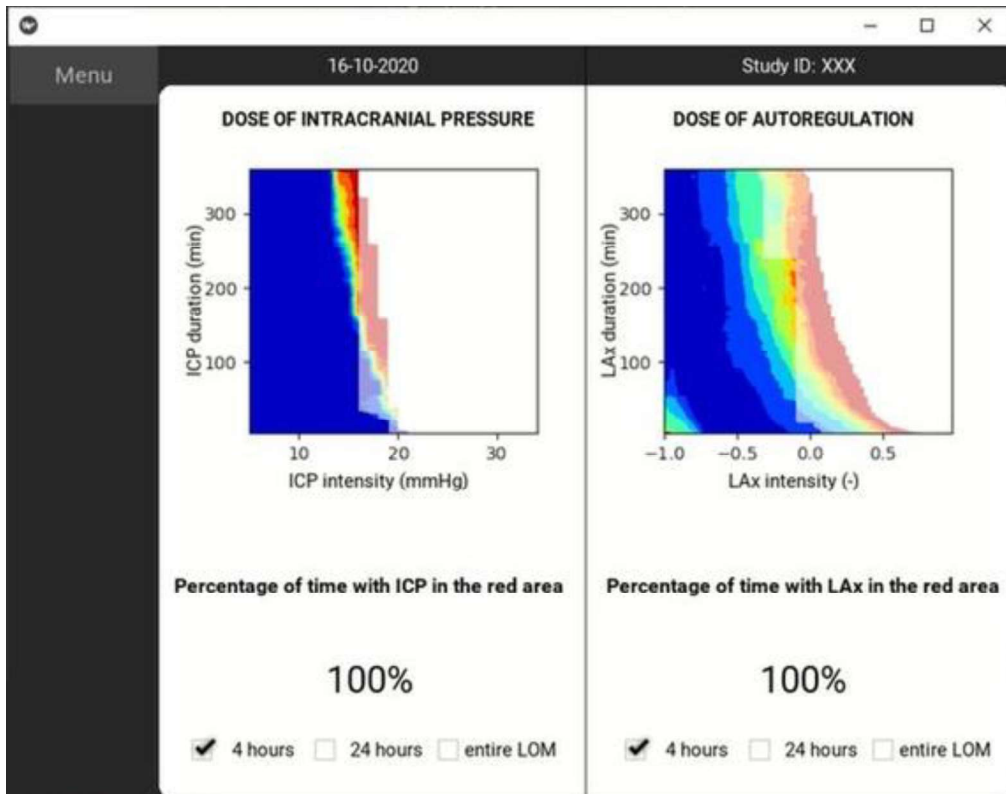 Menu
16-10-2020
Study ID: XXX
DOSE OF INTRACRANIAL PRESSURE
ICP duration (min)
300
200
100
10
20
30
ICP intensity (mmHg)
DOSE OF AUTOREGULATION
LAx duration (min)
300
200
100
−1.0
−0.5
0.0
0.5
LAx intensity (-)
Percentage of time with ICP in the red area
100%
4 hours
24 hours
entire LOM
Percentage of time with LAx in the red area
100%
4 hours
24 hours
entire LOM